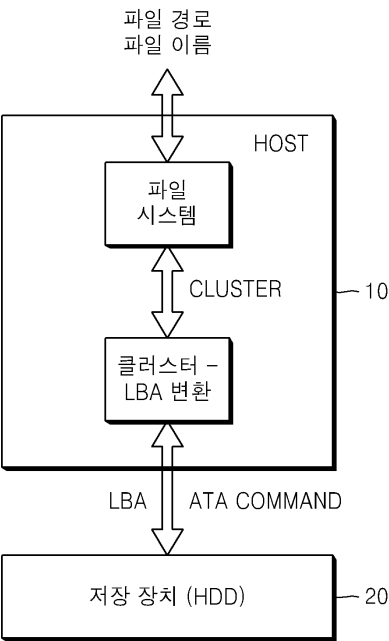 파일 경로
파일 이름
HOST
파일
시스템
CLUSTER
10
클러스터 –
LBA 변환
LBA ATA COMMAND
저장 장치 (HDD)
20